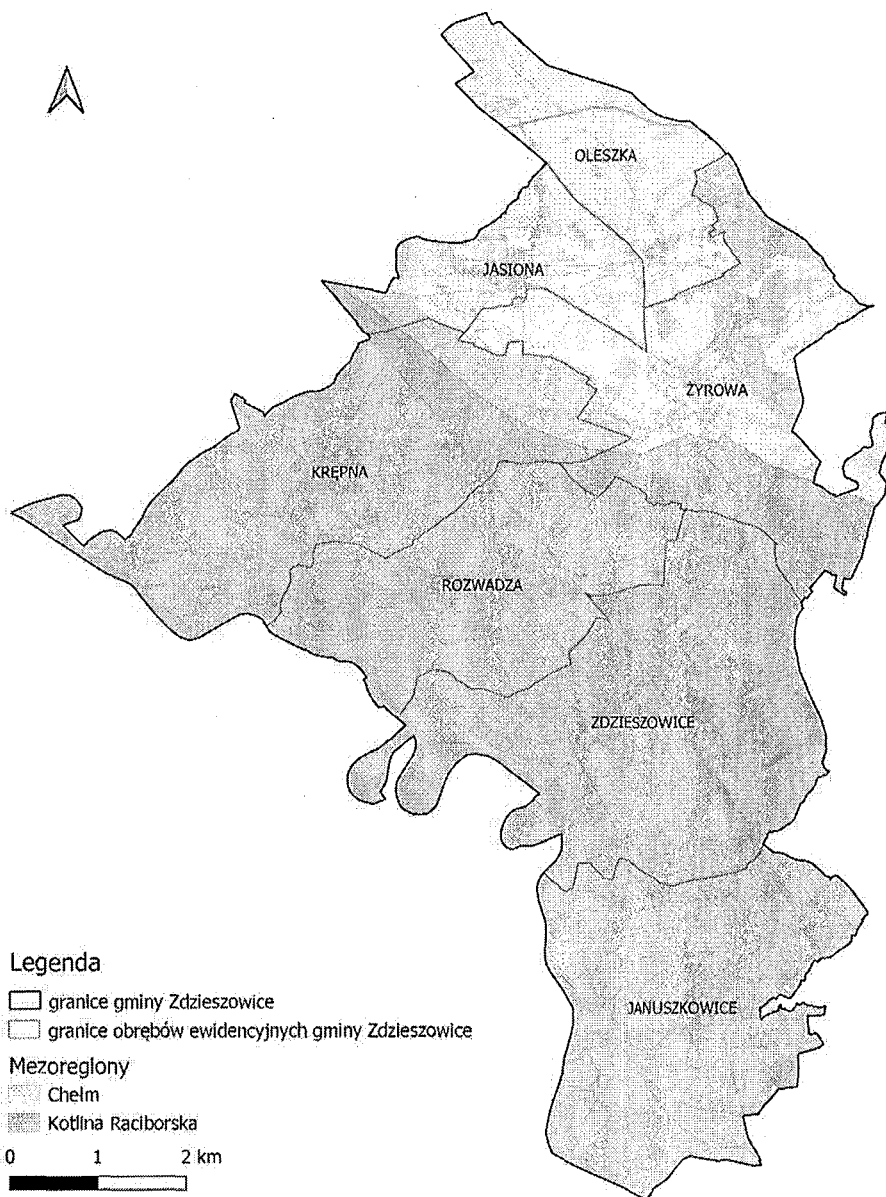 OLESZKA
JASIONA
ŻYROWA
KRĘPNA
ROZWADZA
ZDZIESZOWICE
JANUSZKOWICE
Legenda
granice gminy Zdzieszowice
granice obrębów ewidencyjnych gminy Zdzieszowice
Mezoregiony
Chełm
Kotlina Raciborska
0 1 2 km